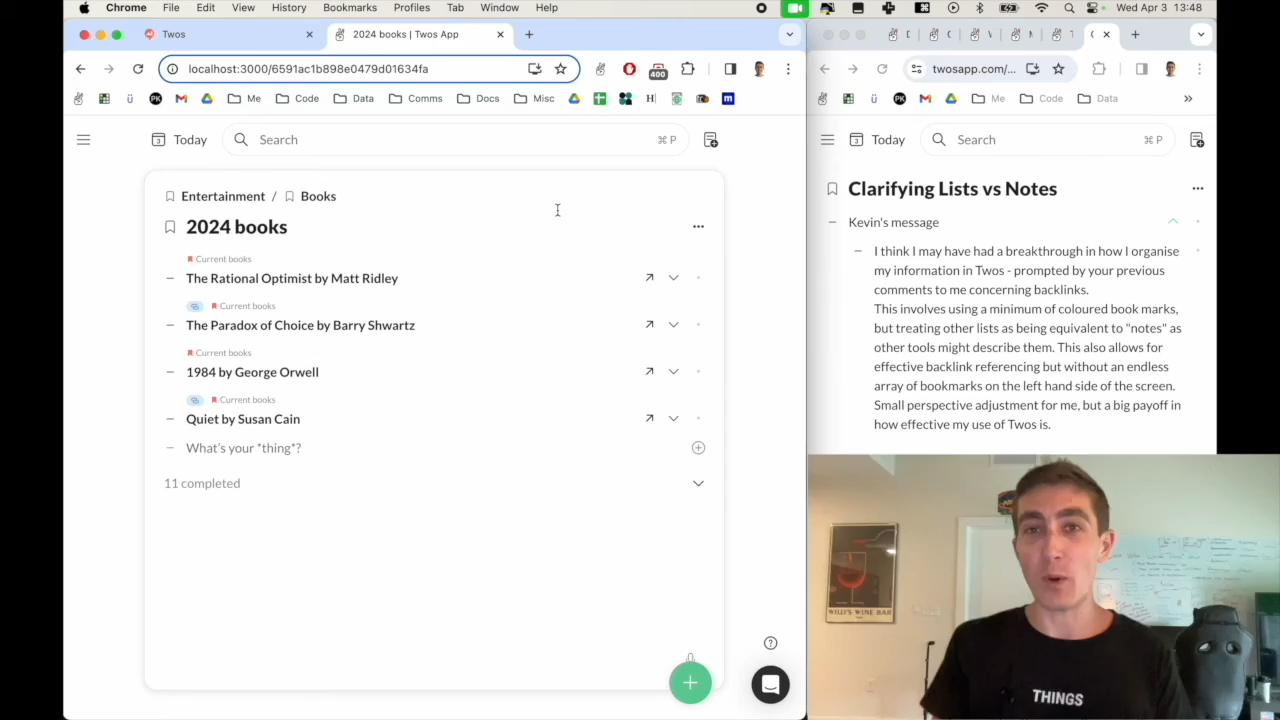 Chrome File Edit View History Bookmarks Profiles Tab Window Help
Wed Apr 3 13:48
Twos
2024 books | Twos App
localhost:3000/6591ac1b898e0479d01634fa
400
Me Code Data Comms Docs Misc
Today
Search
⌘ P
Entertainment / Books
2024 books
Current books
The Rational Optimist by Matt Ridley
Current books
The Paradox of Choice by Barry Shwartz
Current books
1984 by George Orwell
Current books
Quiet by Susan Cain
What's your *thing*?
11 completed
twosapp.com/...
Me Code Data
Today
Search
⌘ P
Clarifying Lists vs Notes
Kevin's message
I think I may have had a breakthrough in how I organise
my information in Twos - prompted by your previous
comments to me concerning backlinks.
This involves using a minimum of coloured book marks,
but treating other lists as being equivalent to "notes" as
other tools might describe them. This also allows for
effective backlink referencing but without an endless
array of bookmarks on the left hand side of the screen.
Small perspective adjustment for me, but a big payoff in
how effective my use of Twos is.
WILLY'S WINE BAR
THINGS